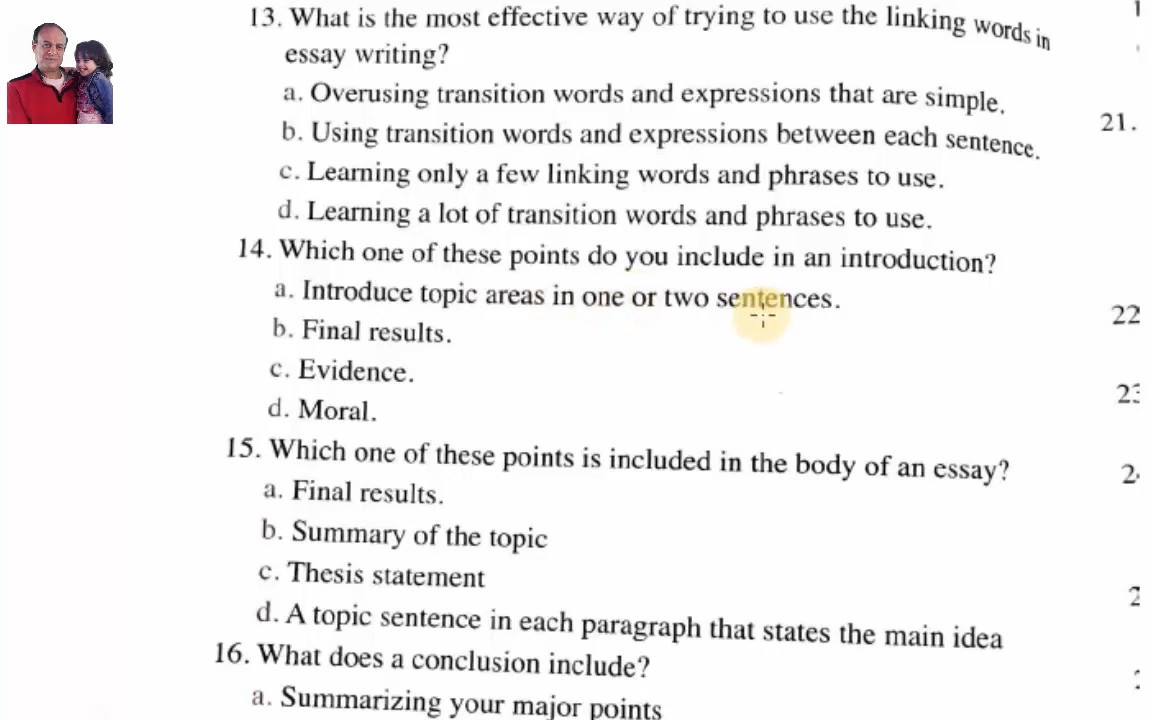 13. What is the most effective way of trying to use the linking words in
essay writing?
a. Overusing transition words and expressions that are simple.
b. Using transition words and expressions between each sentence.
c. Learning only a few linking words and phrases to use.
d. Learning a lot of transition words and phrases to use.
14. Which one of these points do you include in an introduction?
a. Introduce topic areas in one or two sentences.
b. Final results.
c. Evidence.
d. Moral.
15. Which one of these points is included in the body of an essay?
a. Final results.
b. Summary of the topic
c. Thesis statement
d. A topic sentence in each paragraph that states the main idea
16. What does a conclusion include?
a. Summarizing your major points
21.
22